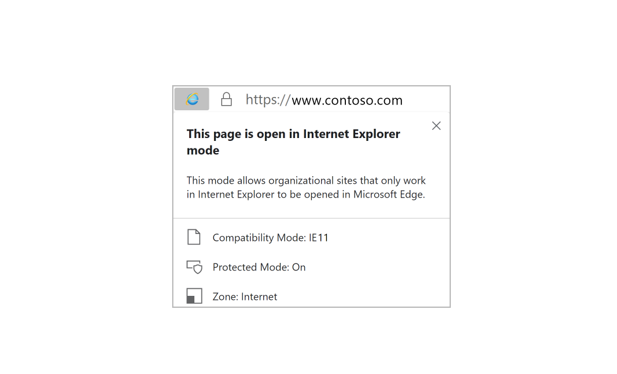 https://www.contoso.com
This page is open in Internet Explorer
mode
This mode allows organizational sites that only work
in Internet Explorer to be opened in Microsoft Edge.
Compatibility Mode: IE11
Protected Mode: On
Zone: Internet